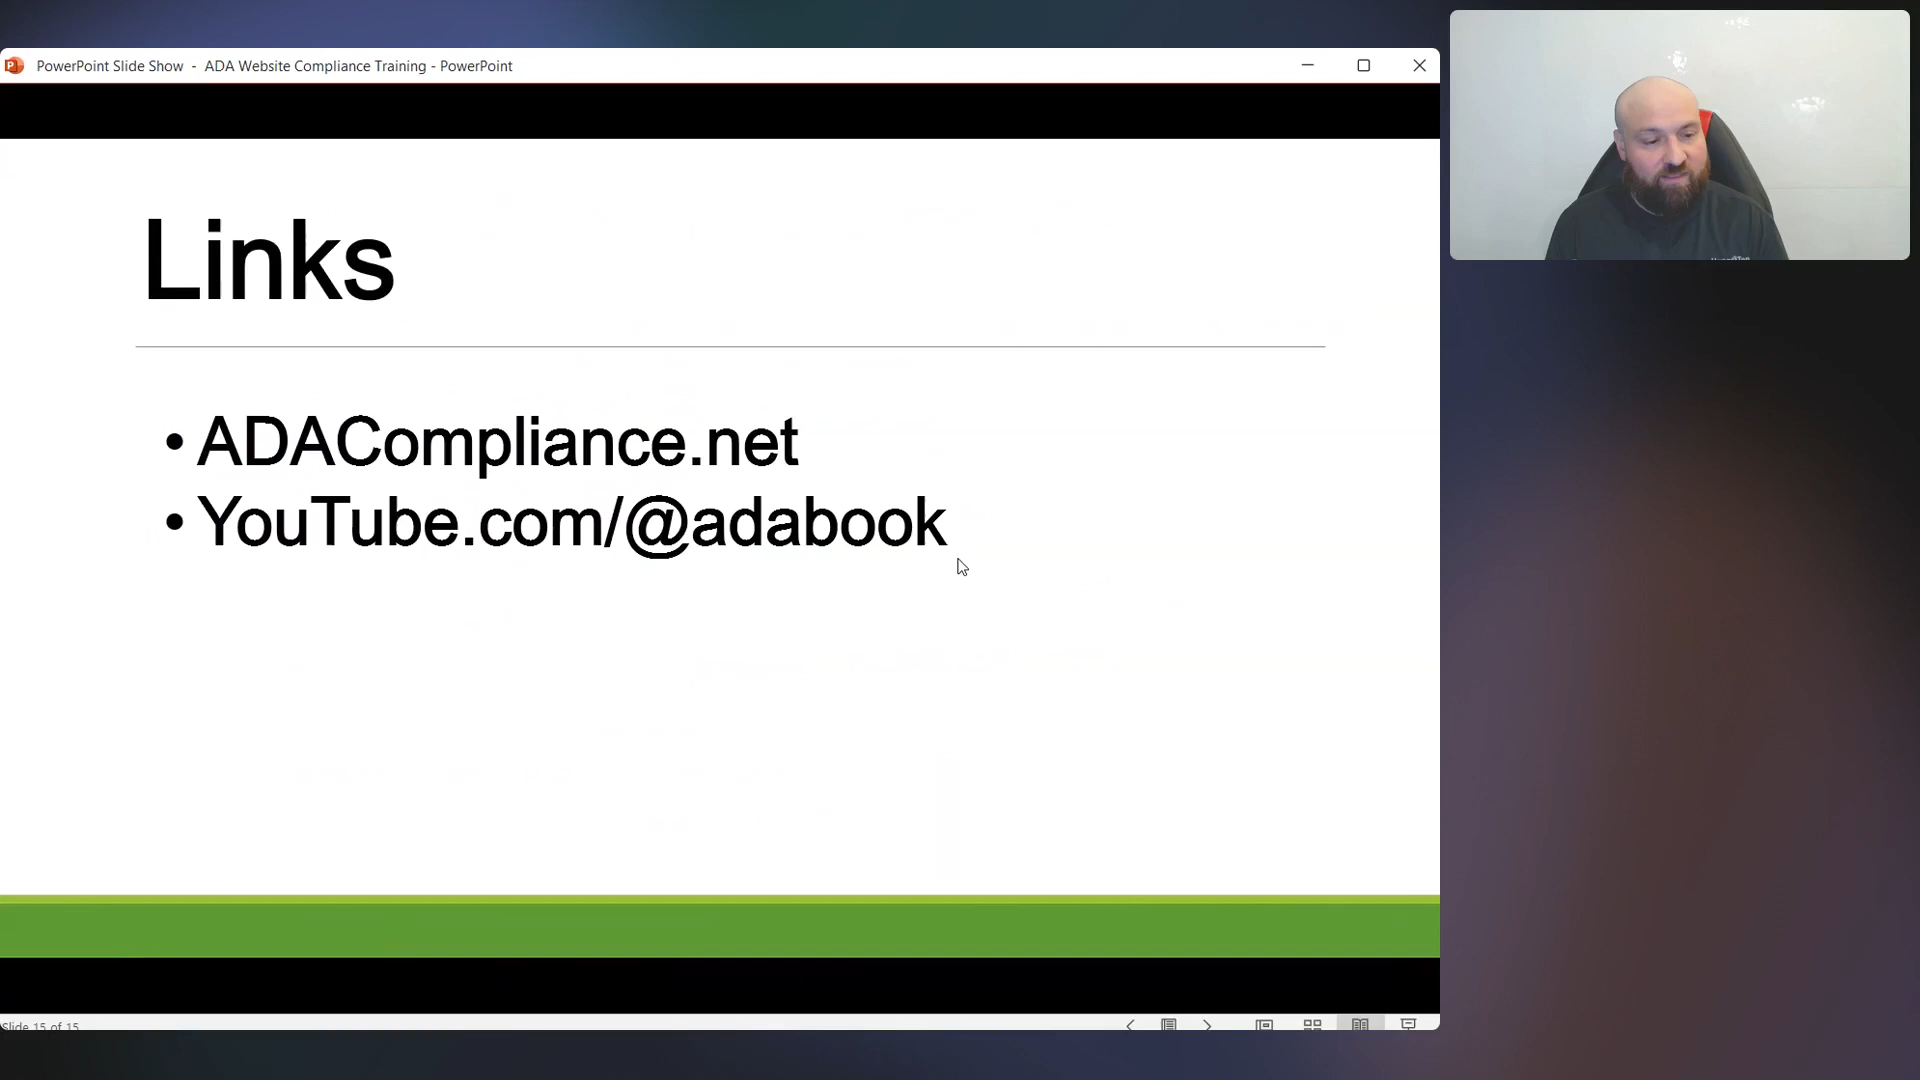 PowerPoint Slide Show - ADA Website Compliance Training - PowerPoint
Links
• ADACompliance.net
• YouTube.com/@adabook
Slide 15 of 15